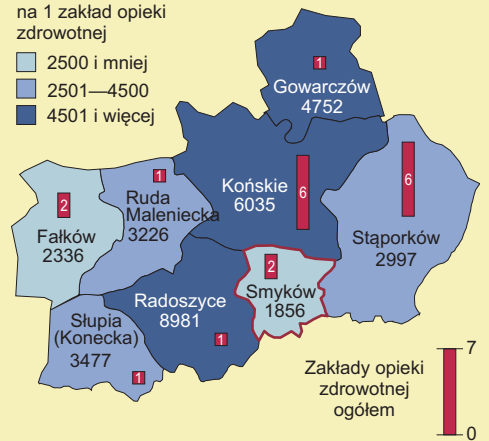 na 1 zakład opieki
zdrowotnej
2500 i mniej
2501—4500
4501 i więcej
1
Gowarczów
4752
2
Fałków
2336
1
Ruda
Maleniecka
3226
Końskie
6035
6
6
Stąporków
2997
2
Smyków
1856
Radoszyce
8981
1
Słupia
(Konecka)
3477
1
Zakłady opieki
zdrowotnej
ogółem
7
0